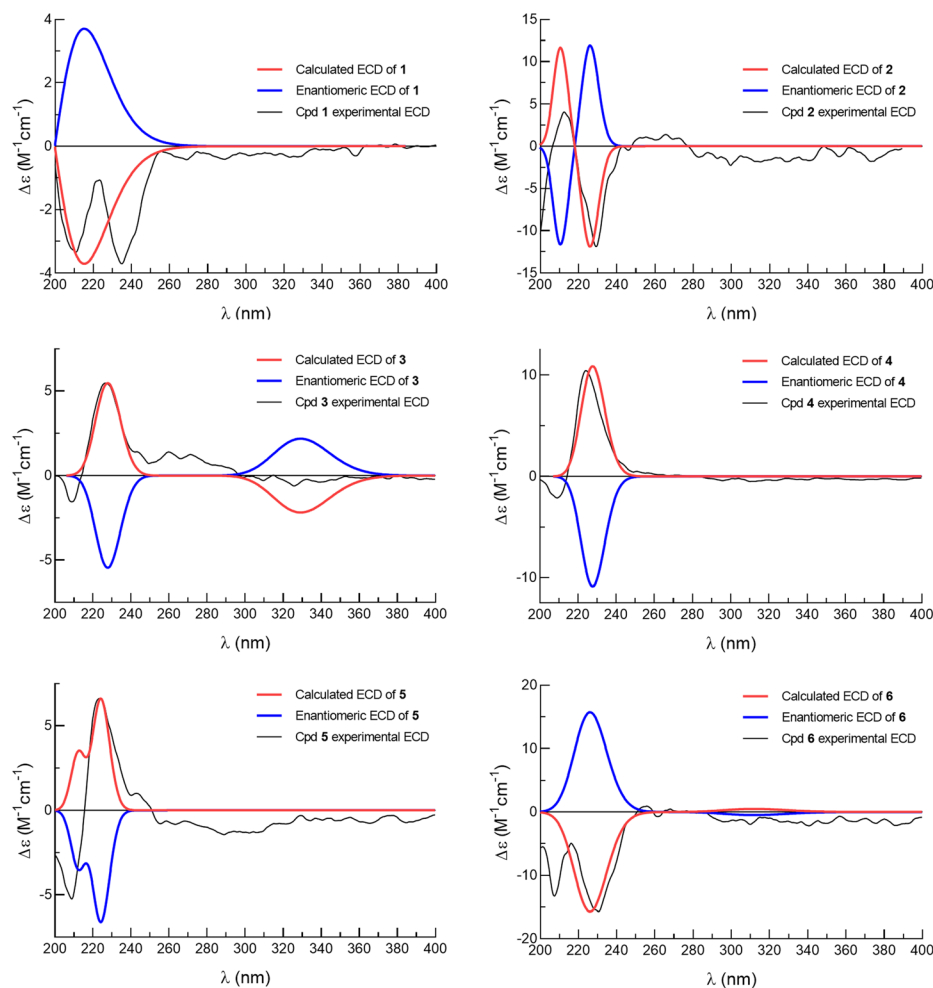 4
2
0
-2
-4
200 220 240 260 280 300 320 340 360 380 400
Δε (M⁻¹cm⁻¹)
λ (nm)
Calculated ECD of 1
Enantiomeric ECD of 1
Cpd 1 experimental ECD
15
10
5
0
-5
-10
-15
200 220 240 260 280 300 320 340 360 380 400
Δε (M⁻¹cm⁻¹)
λ (nm)
Calculated ECD of 2
Enantiomeric ECD of 2
Cpd 2 experimental ECD
5
0
-5
200 220 240 260 280 300 320 340 360 380 400
Δε (M⁻¹cm⁻¹)
λ (nm)
Calculated ECD of 3
Enantiomeric ECD of 3
Cpd 3 experimental ECD
10
0
-10
200 220 240 260 280 300 320 340 360 380 400
Δε (M⁻¹cm⁻¹)
λ (nm)
Calculated ECD of 4
Enantiomeric ECD of 4
Cpd 4 experimental ECD
5
0
-5
200 220 240 260 280 300 320 340 360 380 400
Δε (M⁻¹cm⁻¹)
λ (nm)
Calculated ECD of 5
Enantiomeric ECD of 5
Cpd 5 experimental ECD
20
10
0
-10
-20
200 220 240 260 280 300 320 340 360 380 400
Δε (M⁻¹cm⁻¹)
λ (nm)
Calculated ECD of 6
Enantiomeric ECD of 6
Cpd 6 experimental ECD